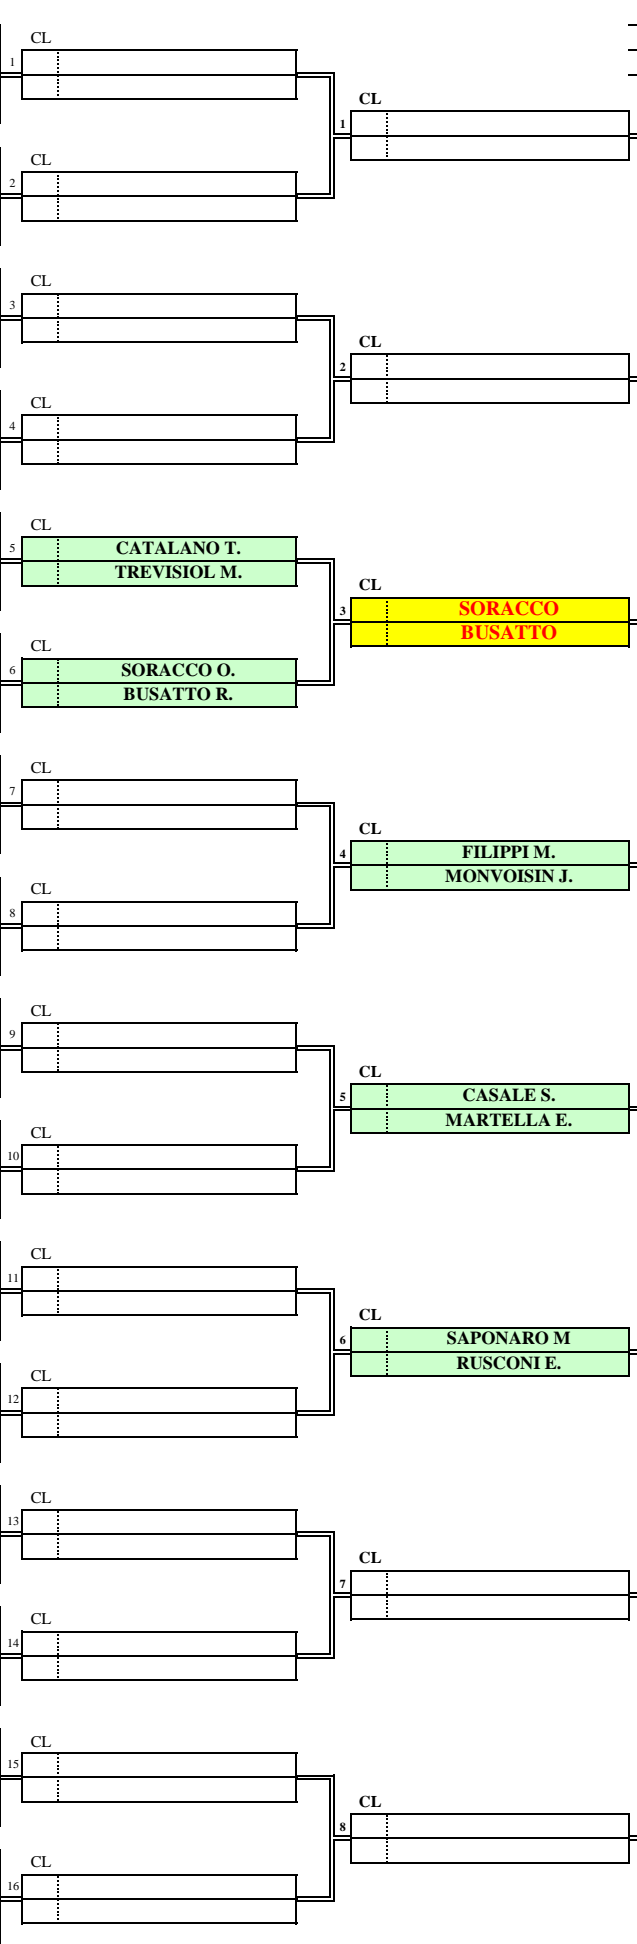 CL
1
CL
1
CL
2
CL
3
CL
2
CL
4
CL
5
CATALANO T.
TREVISIOL M.
CL
3
SORACCO
BUSATTO
CL
6
SORACCO O.
BUSATTO R.
CL
7
CL
4
FILIPPI M.
MONVOISIN J.
CL
8
CL
9
CL
5
CASALE S.
MARTELLA E.
CL
10
CL
11
CL
6
SAPONARO M
RUSCONI E.
CL
12
CL
13
CL
7
CL
14
CL
15
CL
8
CL
16